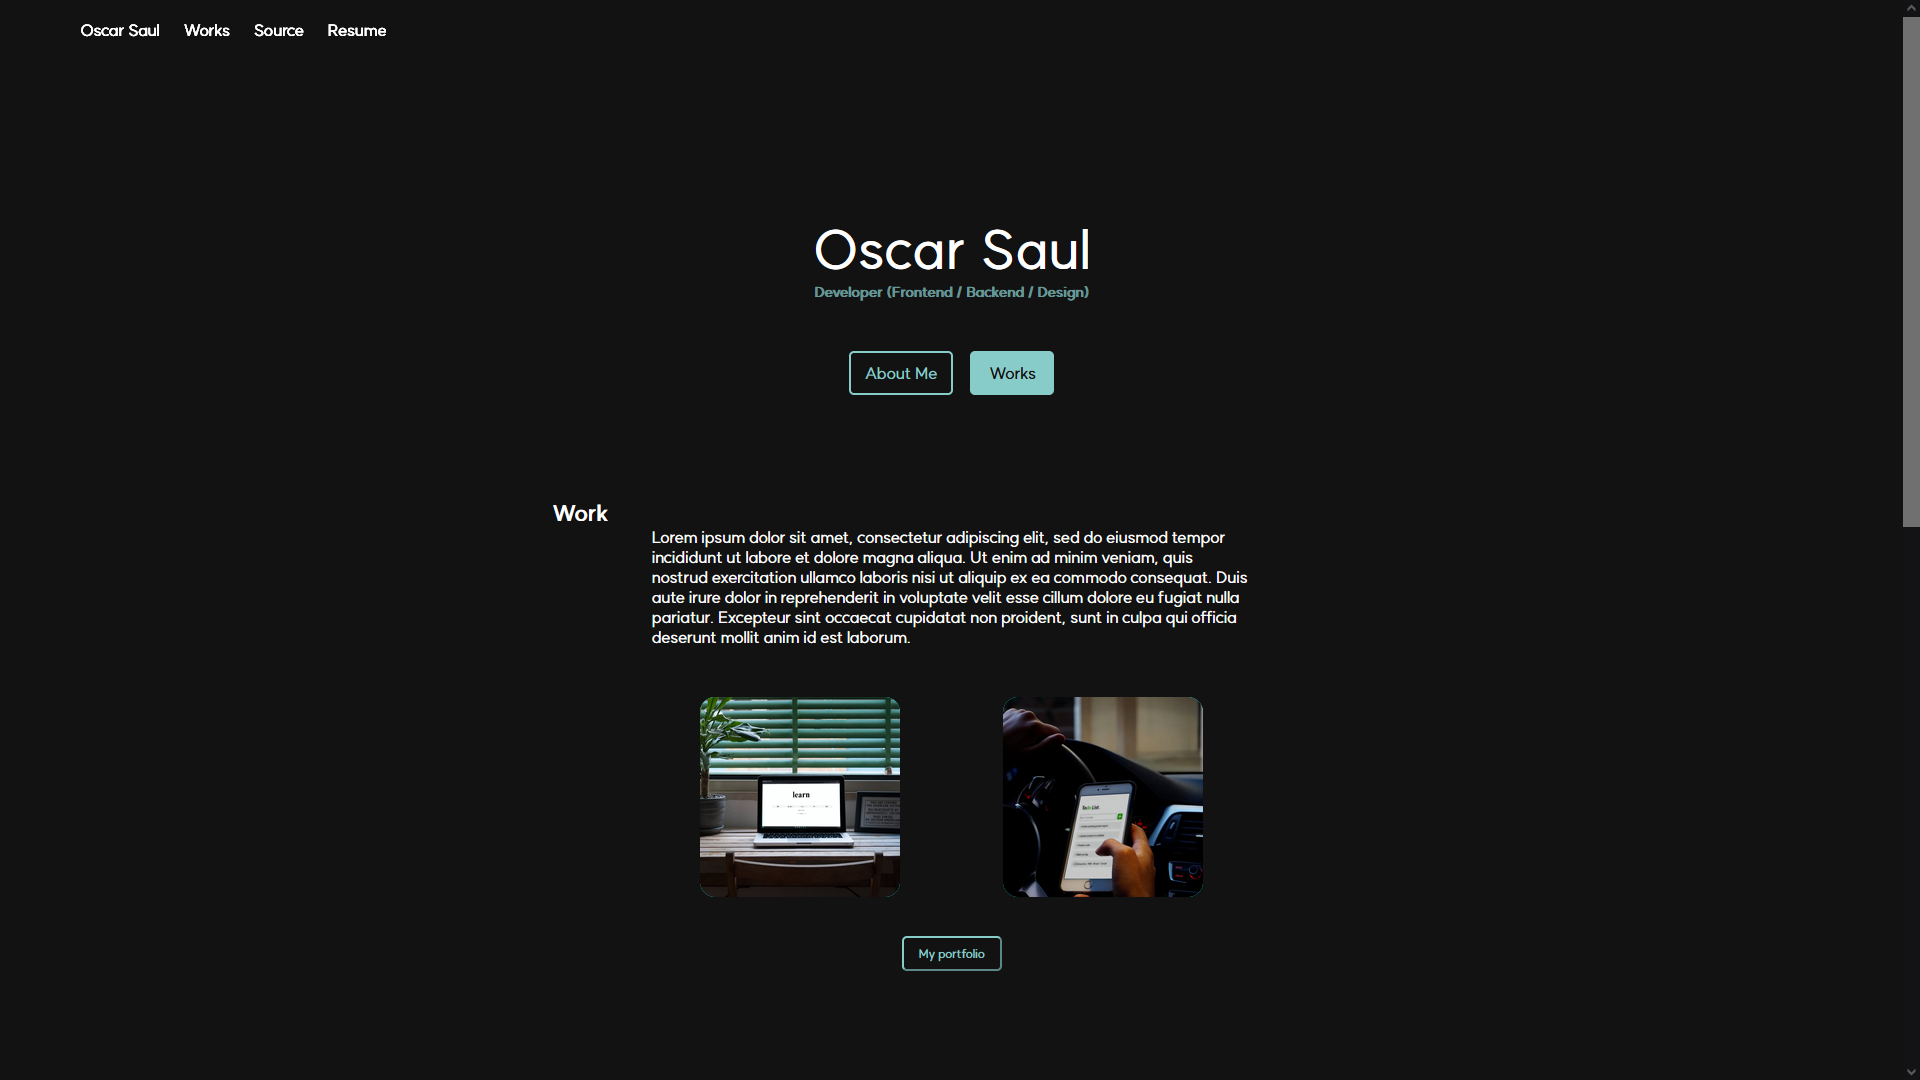 Oscar Saul Works Source Resume
Oscar Saul
Developer (Frontend / Backend / Design)
About Me Works
Work
Lorem ipsum dolor sit amet, consectetur adipiscing elit, sed do eiusmod tempor
incididunt ut labore et dolore magna aliqua. Ut enim ad minim veniam, quis
nostrud exercitation ullamco laboris nisi ut aliquip ex ea commodo consequat. Duis
aute irure dolor in reprehenderit in voluptate velit esse cillum dolore eu fugiat nulla
pariatur. Excepteur sint occaecat cupidatat non proident, sunt in culpa qui officia
deserunt mollit anim id est laborum.
learn
Todo List.
My portfolio